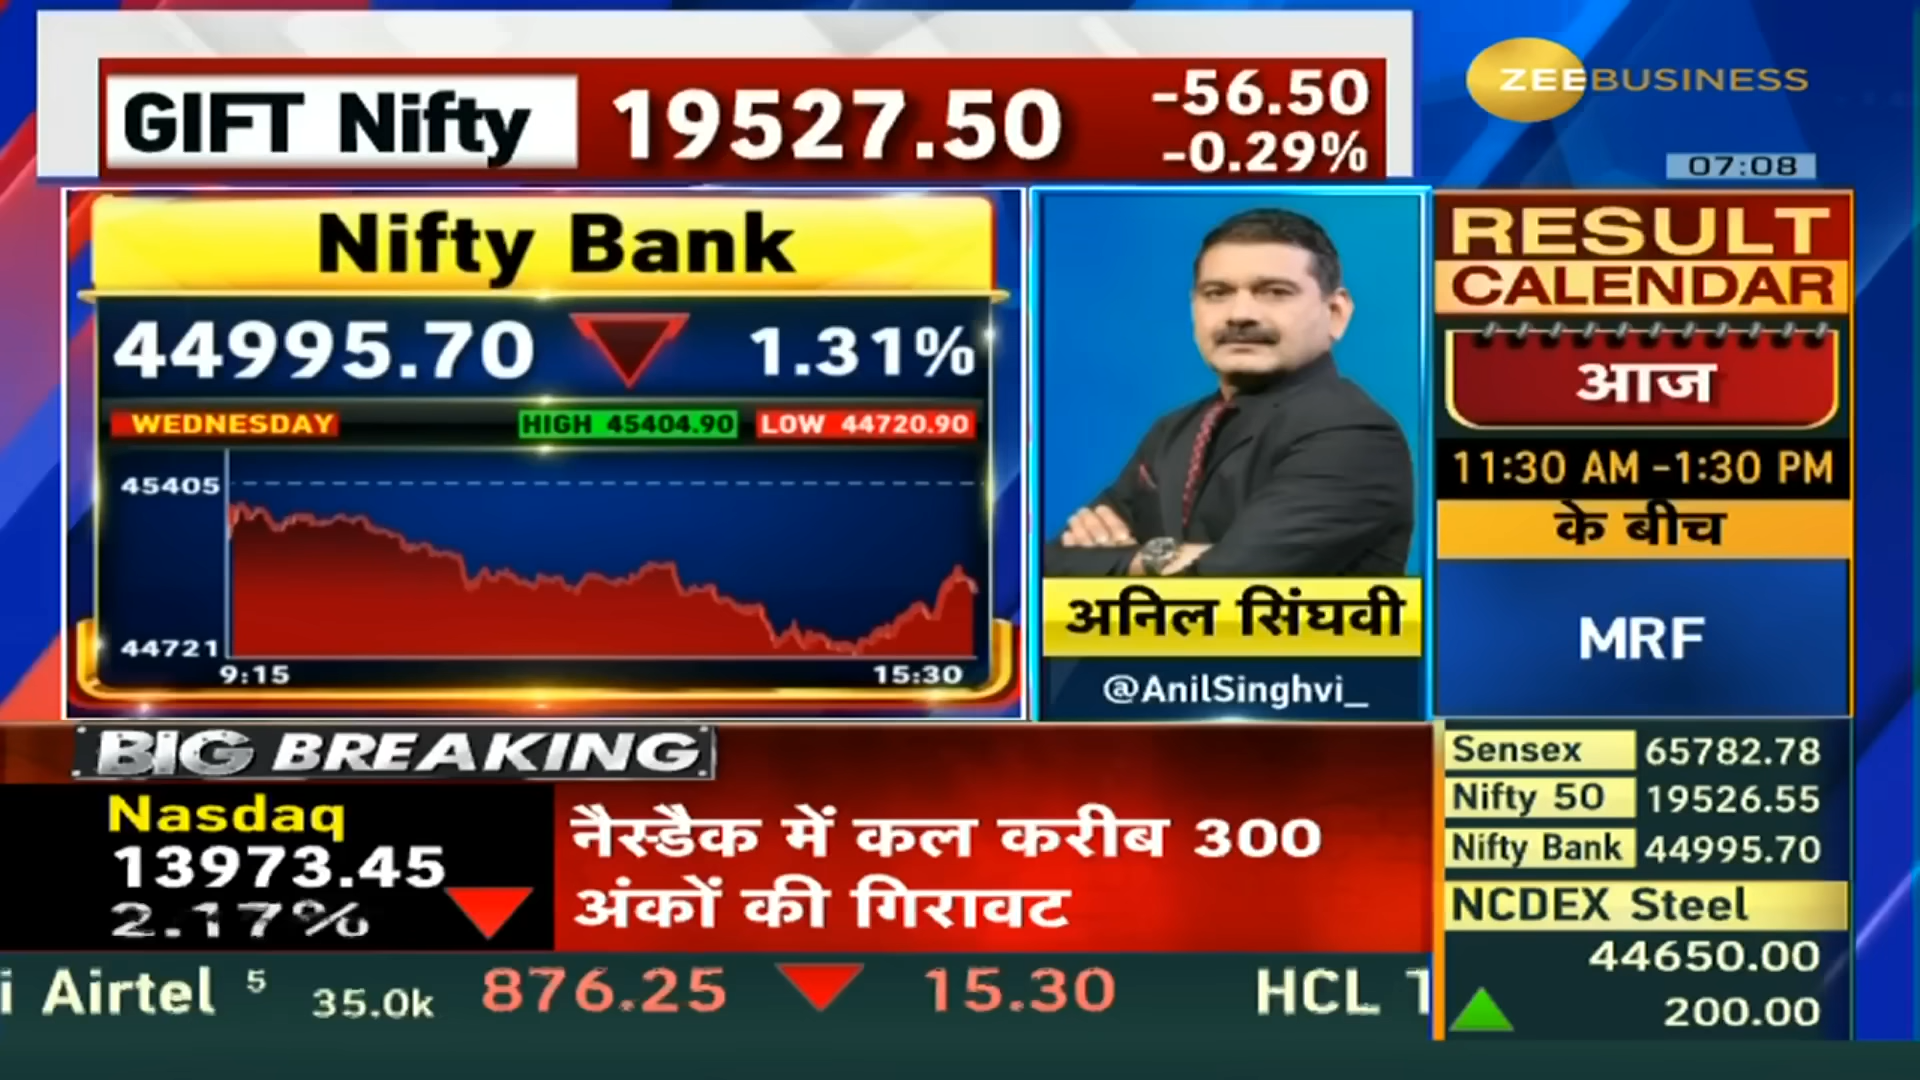 GIFT Nifty 19527.50 -56.50
-0.29%
ZEEBUSINESS
07:08
Nifty Bank
44995.70 1.31%
WEDNESDAY HIGH 45404.90 LOW 44720.90
45405
44721
9:15 15:30
अनिल सिंघवी
@AnilSinghvi_
RESULT
CALENDAR
आज
11:30 AM -1:30 PM
के बीच
MRF
BIG BREAKING
Nasdaq
13973.45
2.17%
नैस्डैक में कल करीब 300
अंकों की गिरावट
Sensex 65782.78
Nifty 50 19526.55
Nifty Bank 44995.70
NCDEX Steel
44650.00
200.00
i Airtel 5 35.0k 876.25 15.30 HCL T